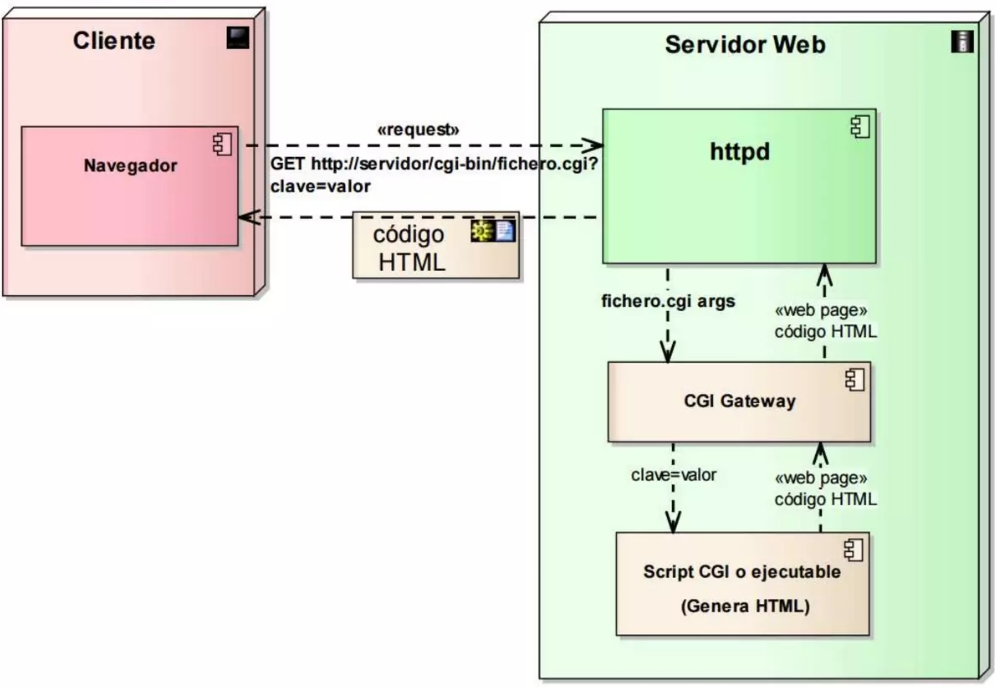 Cliente
Servidor Web
Navegador
«request»
GET http://servidor/cgi-bin/fichero.cgi?
clave=valor
httpd
código
HTML
fichero.cgi args
«web page»
código HTML
CGI Gateway
clave=valor
«web page»
código HTML
Script CGI o ejecutable
(Genera HTML)